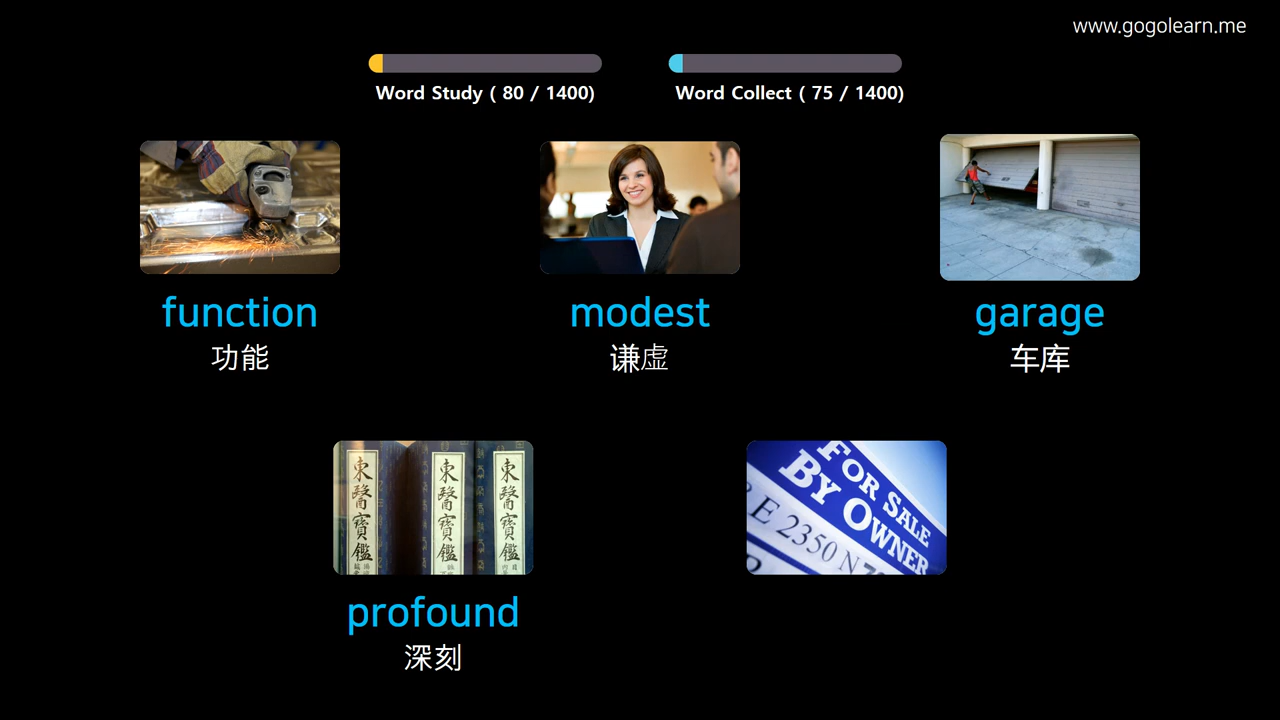 www.gogolearn.me
Word Study ( 80 / 1400)
Word Collect ( 75 / 1400)
function
modest
garage
功能
谦虚
车库
東醫寶鑑
東醫寶鑑
東醫寶鑑
FOR SALE
BY OWNER
E 2350 N
profound
深刻